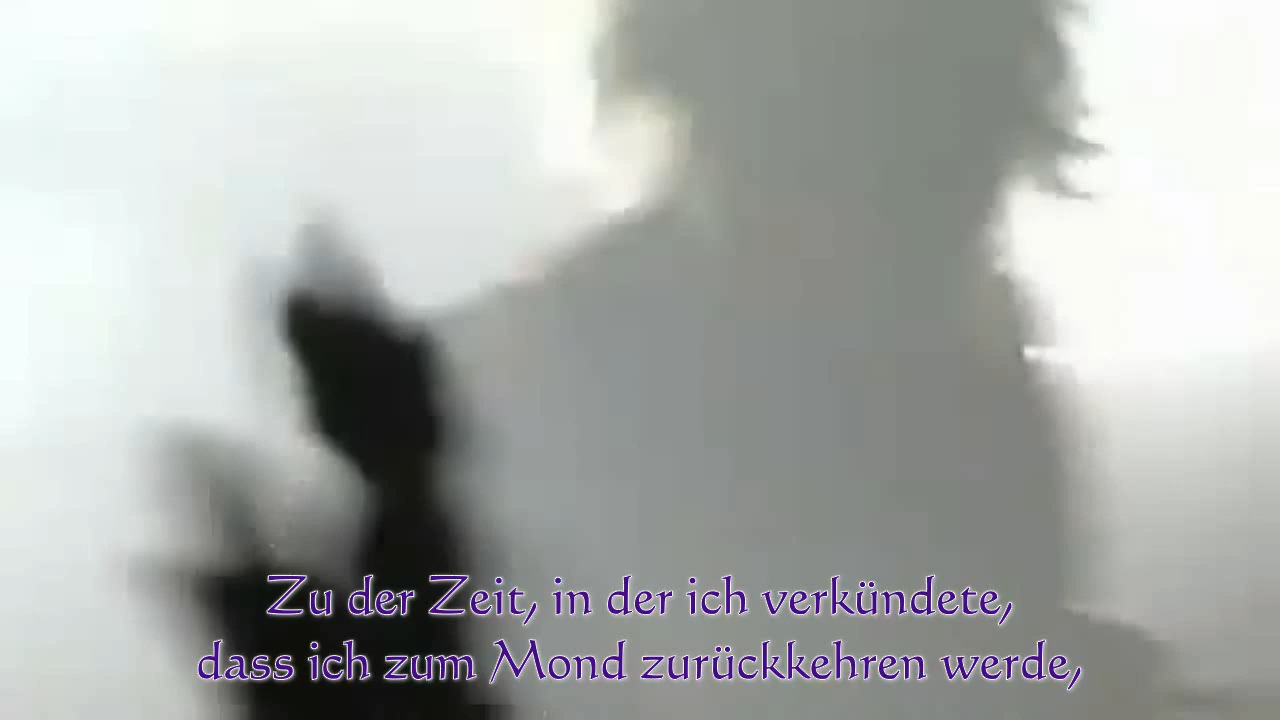 Zu der Zeit, in der ich verkündete,
dass ich zum Mond zurückkehren werde,